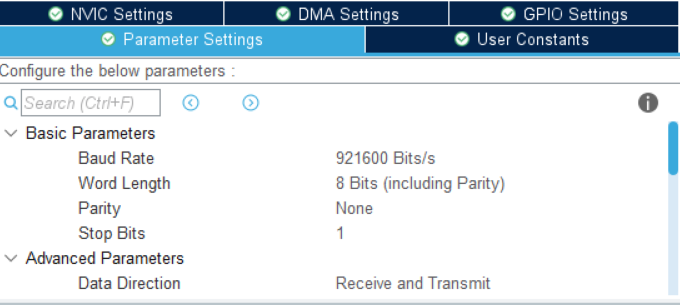 NVIC Settings DMA Settings GPIO Settings
Parameter Settings User Constants
Configure the below parameters :
Search (Ctrl+F)
Basic Parameters
Baud Rate 921600 Bits/s
Word Length 8 Bits (including Parity)
Parity None
Stop Bits 1
Advanced Parameters
Data Direction Receive and Transmit